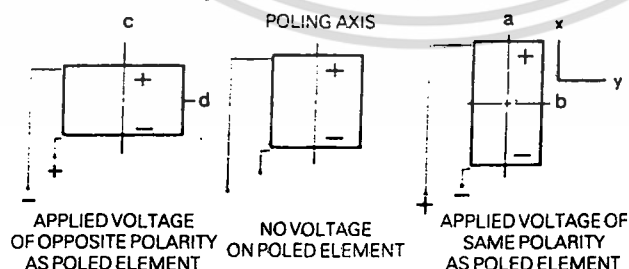 POLING AXIS
c
+
d
−
+
−
APPLIED VOLTAGE
OF OPPOSITE POLARITY
AS POLED ELEMENT
+
−
NO VOLTAGE
ON POLED ELEMENT
a
x
+
y
b
−
−
+
APPLIED VOLTAGE OF
SAME POLARITY
AS POLED ELEMENT